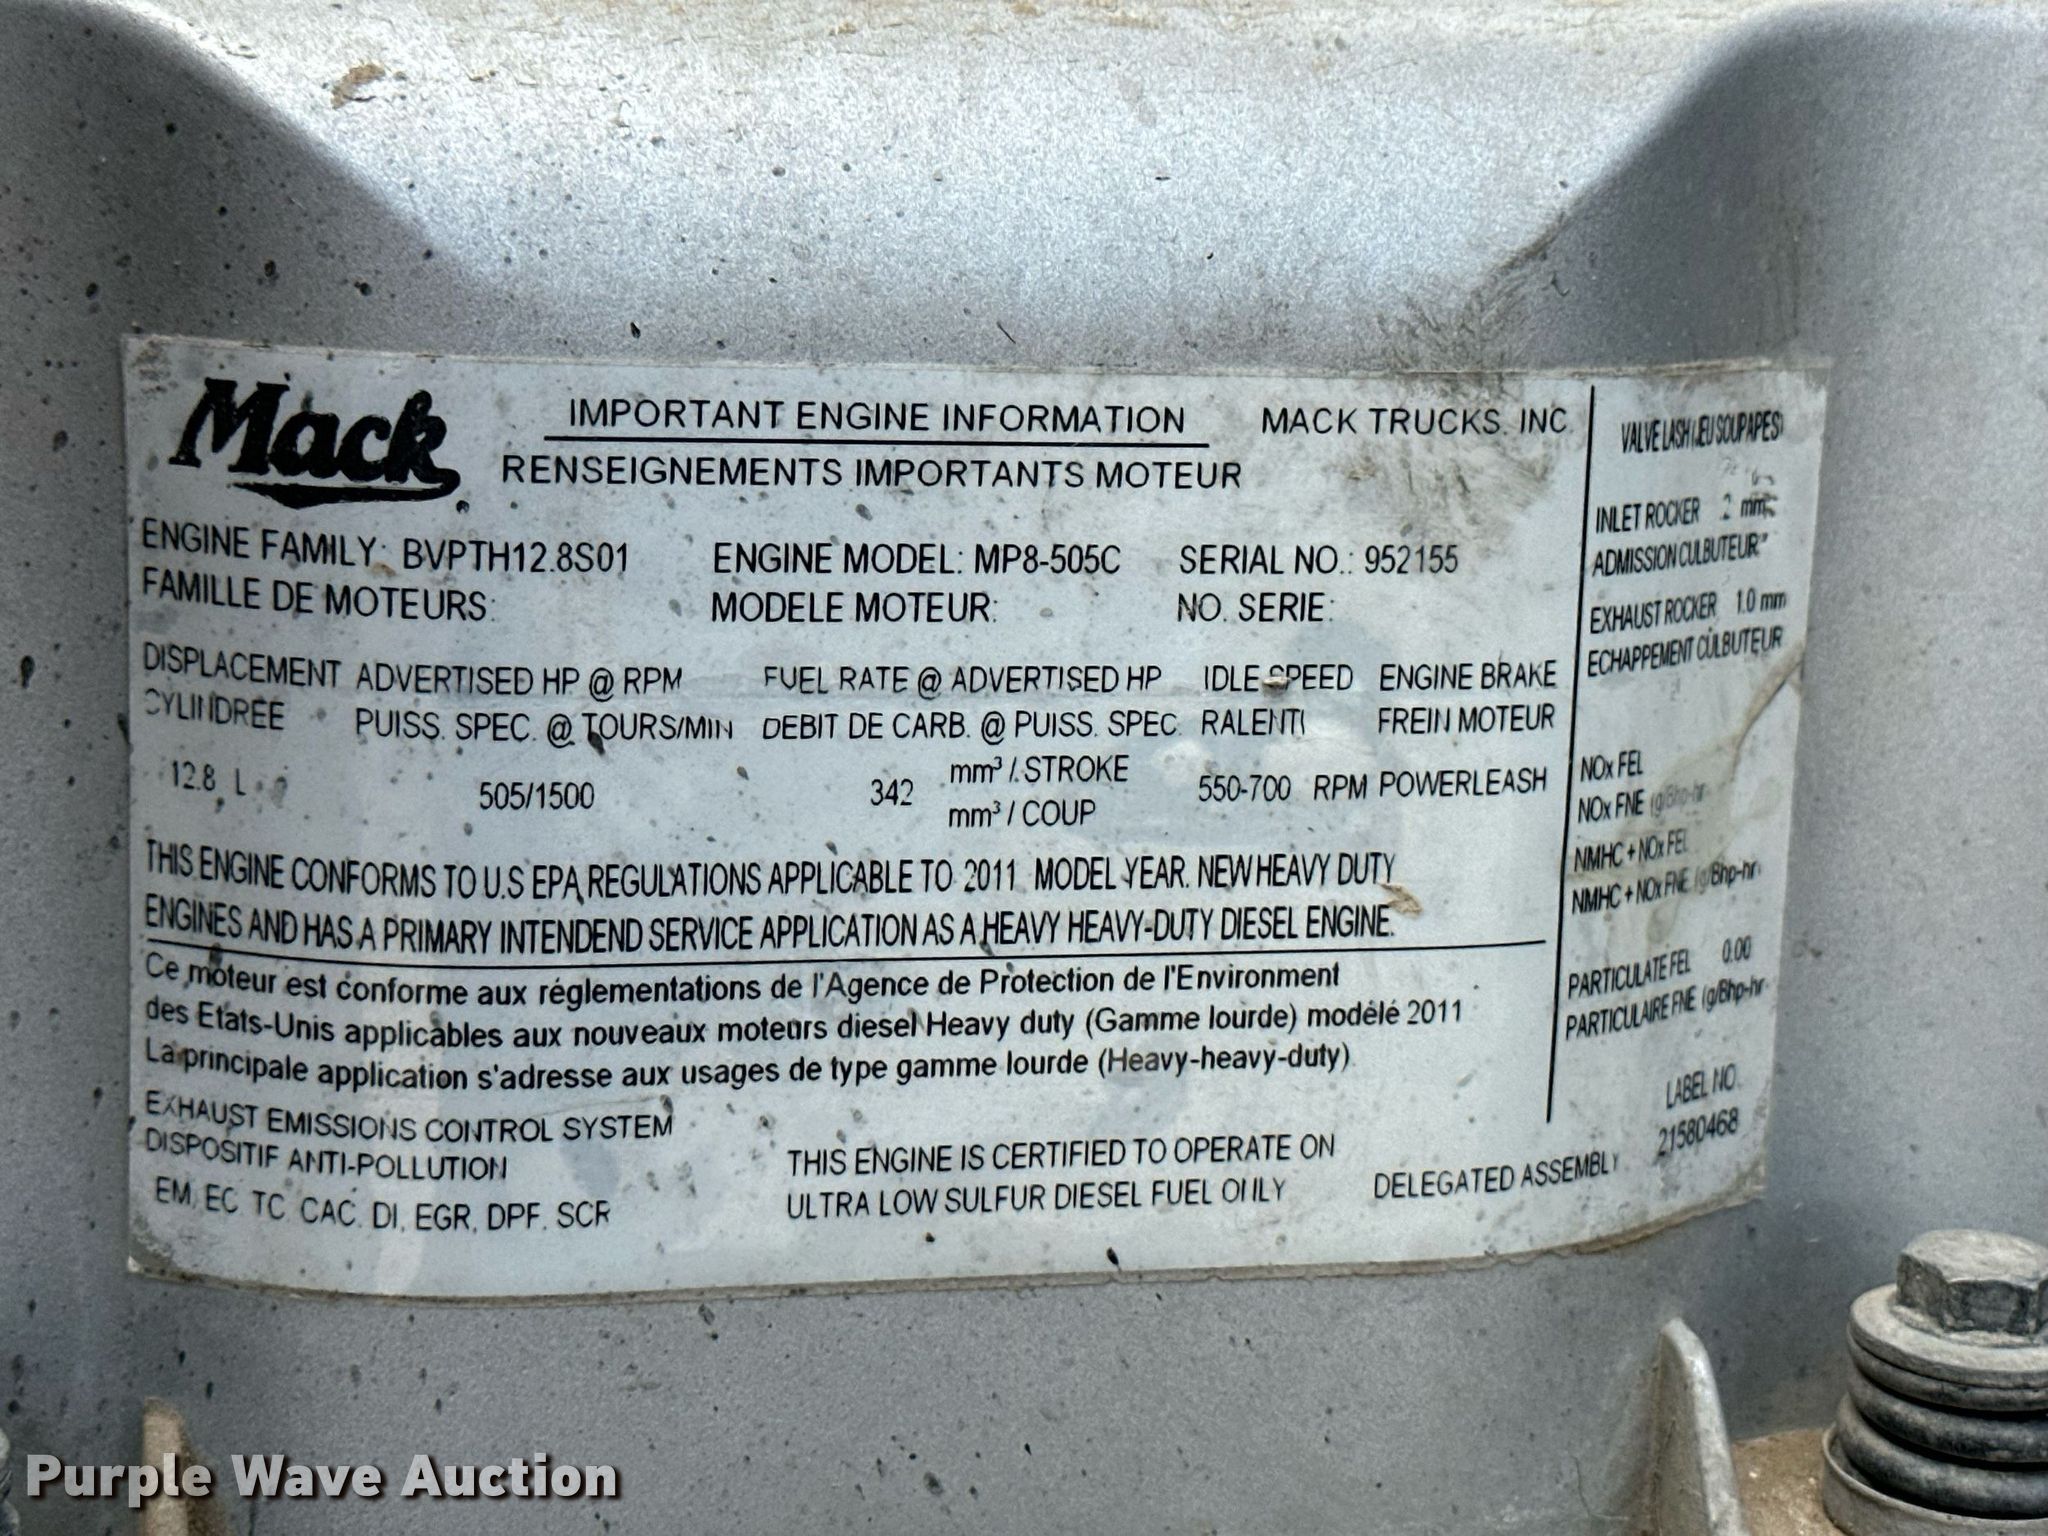 Mack
IMPORTANT ENGINE INFORMATION
MACK TRUCKS. INC
RENSEIGNEMENTS IMPORTANTS MOTEUR
ENGINE FAMILY: BVPTH12.8S01
FAMILLE DE MOTEURS:
ENGINE MODEL: MP8-505C
MODELE MOTEUR:
SERIAL NO.: 952155
NO. SERIE:
DISPLACEMENT
CYLINDREE
12.8 L
ADVERTISED HP @ RPM
PUISS. SPEC. @ TOURS/MIN
505/1500
FUEL RATE @ ADVERTISED HP
DEBIT DE CARB. @ PUISS. SPEC
342
mm³ / STROKE
mm³ / COUP
IDLE SPEED
RALENTI
550-700 RPM
ENGINE BRAKE
FREIN MOTEUR
POWERLEASH
THIS ENGINE CONFORMS TO U.S EPA REGULATIONS APPLICABLE TO 2011 MODEL YEAR. NEW HEAVY DUTY
ENGINES AND HAS A PRIMARY INTENDEND SERVICE APPLICATION AS A HEAVY HEAVY-DUTY DIESEL ENGINE.
Ce moteur est conforme aux réglementations de l'Agence de Protection de l'Environment
des Etats-Unis applicables aux nouveaux moteurs diesel Heavy duty (Gamme lourde) modèlé 2011
La principale application s'adresse aux usages de type gamme lourde (Heavy-heavy-duty)
EXHAUST EMISSIONS CONTROL SYSTEM
DISPOSITIF ANTI-POLLUTION
EM, EC, TC, CAC, DI, EGR, DPF, SCR
THIS ENGINE IS CERTIFIED TO OPERATE ON
ULTRA LOW SULFUR DIESEL FUEL ONLY
DELEGATED ASSEMBLY
VALVE LASH (JEU SOUPAPES)
INLET ROCKER 2 mm
ADMISSION CULBUTEUR
EXHAUST ROCKER 1.0 mm
ECHAPPEMENT CULBUTEUR
NOx FEL
NOx FNE (g/Bhp-hr
NMHC + NOx FEL
NMHC + NOx FNE (g/Bhp-hr
PARTICULATE FEL 0.00
PARTICULAIRE FNE (g/Bhp-hr
LABEL NO.
21580468
Purple Wave Auction